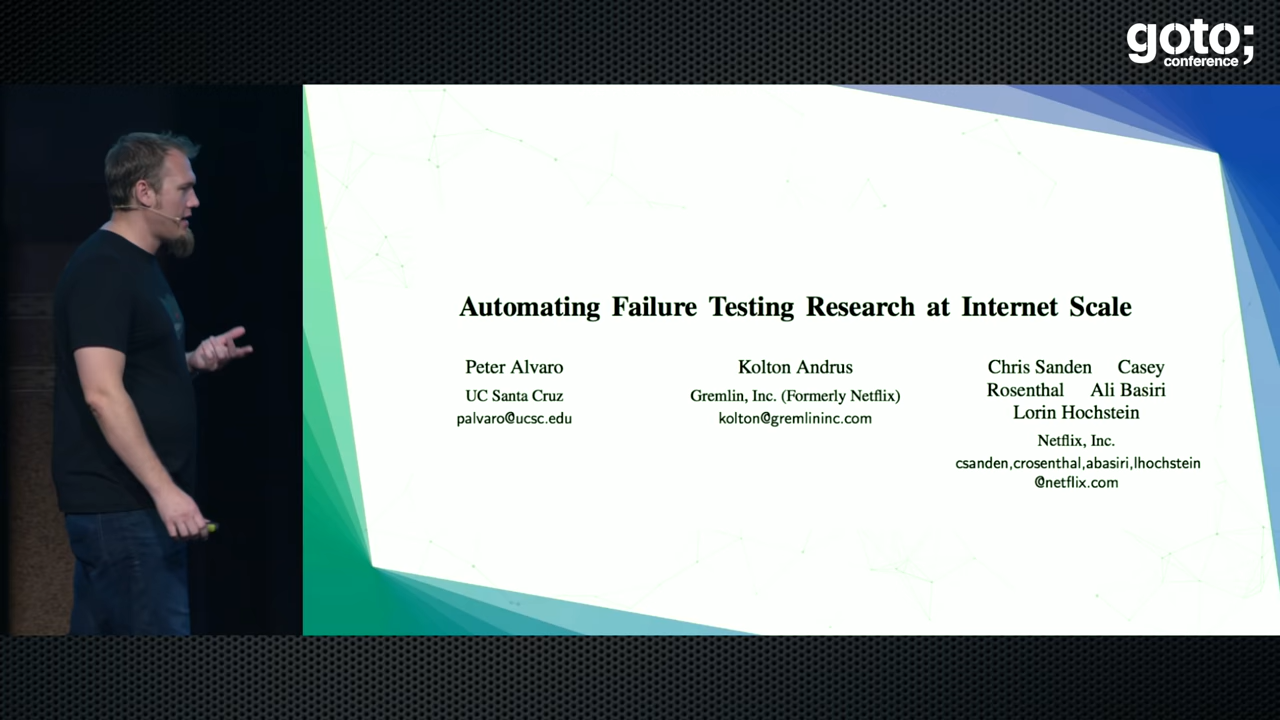 goto;
conference
Automating Failure Testing Research at Internet Scale
Peter Alvaro
UC Santa Cruz
palvaro@ucsc.edu
Kolton Andrus
Gremlin, Inc. (Formerly Netflix)
kolton@gremlininc.com
Chris Sanden Casey
Rosenthal Ali Basiri
Lorin Hochstein
Netflix, Inc.
csanden,crosenthal,abasiri,lhochstein
@netflix.com